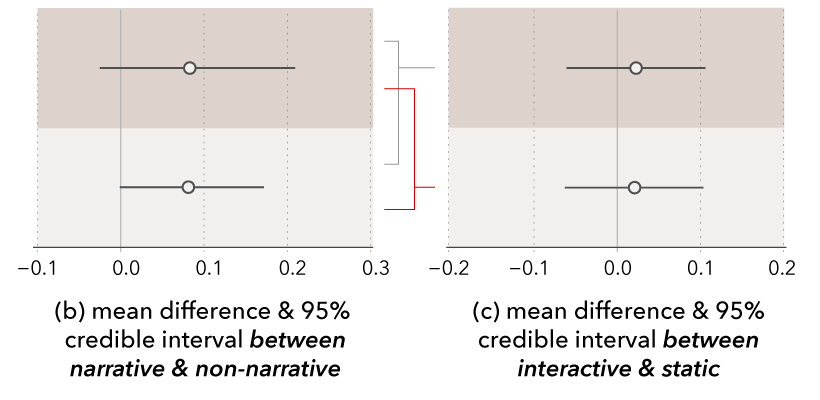 −0.1 0.0 0.1 0.2 0.3
−0.2 −0.1 0.0 0.1 0.2
(b) mean difference & 95%
credible interval between
narrative & non-narrative
(c) mean difference & 95%
credible interval between
interactive & static